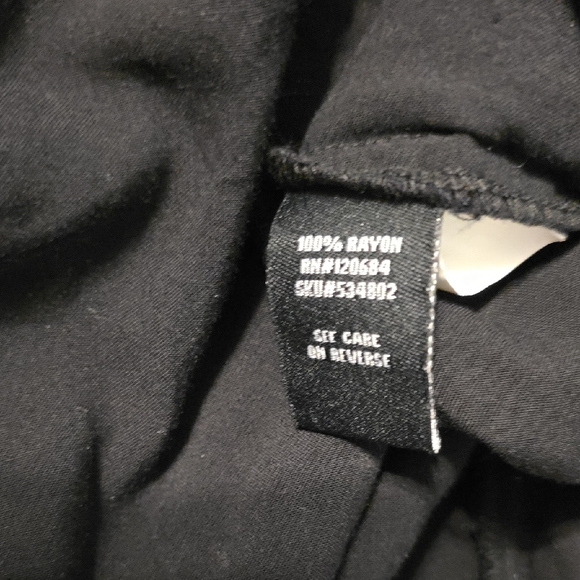 100% RAYON
RN#120684
SKU#534802
SEE CARE
ON REVERSE